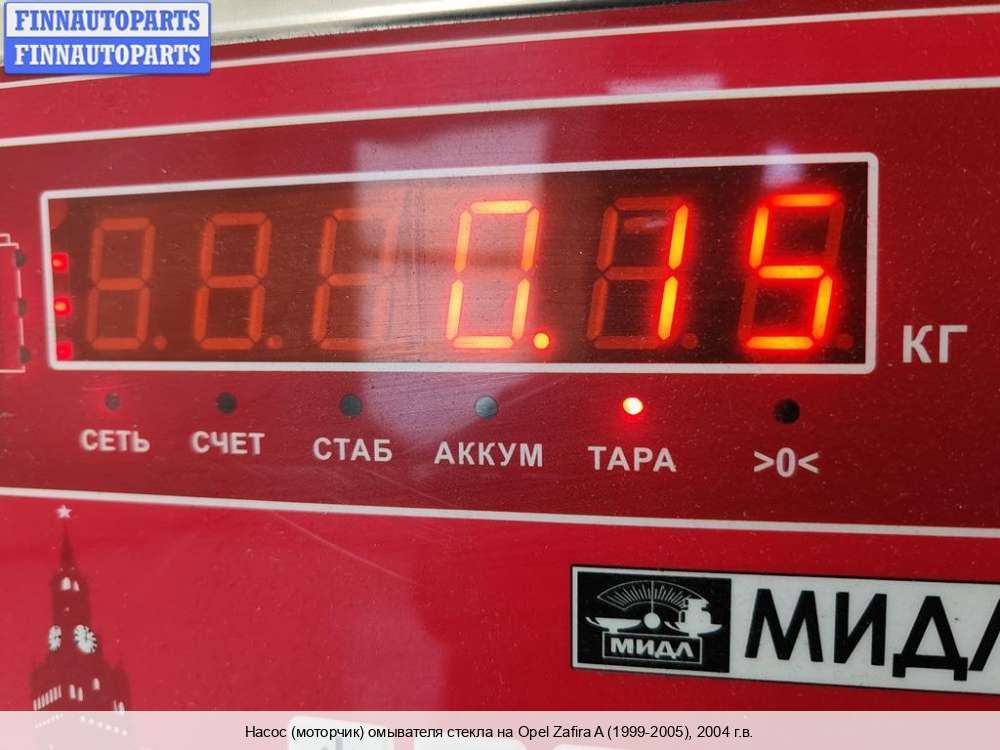 FINNAUTOPARTS
FINNAUTOPARTS
0.15
КГ
СЕТЬ СЧЕТ СТАБ АККУМ ТАРА >0<
МИДЛ
МИДЛ
Насос (моторчик) омывателя стекла на Opel Zafira A (1999-2005), 2004 г.в.